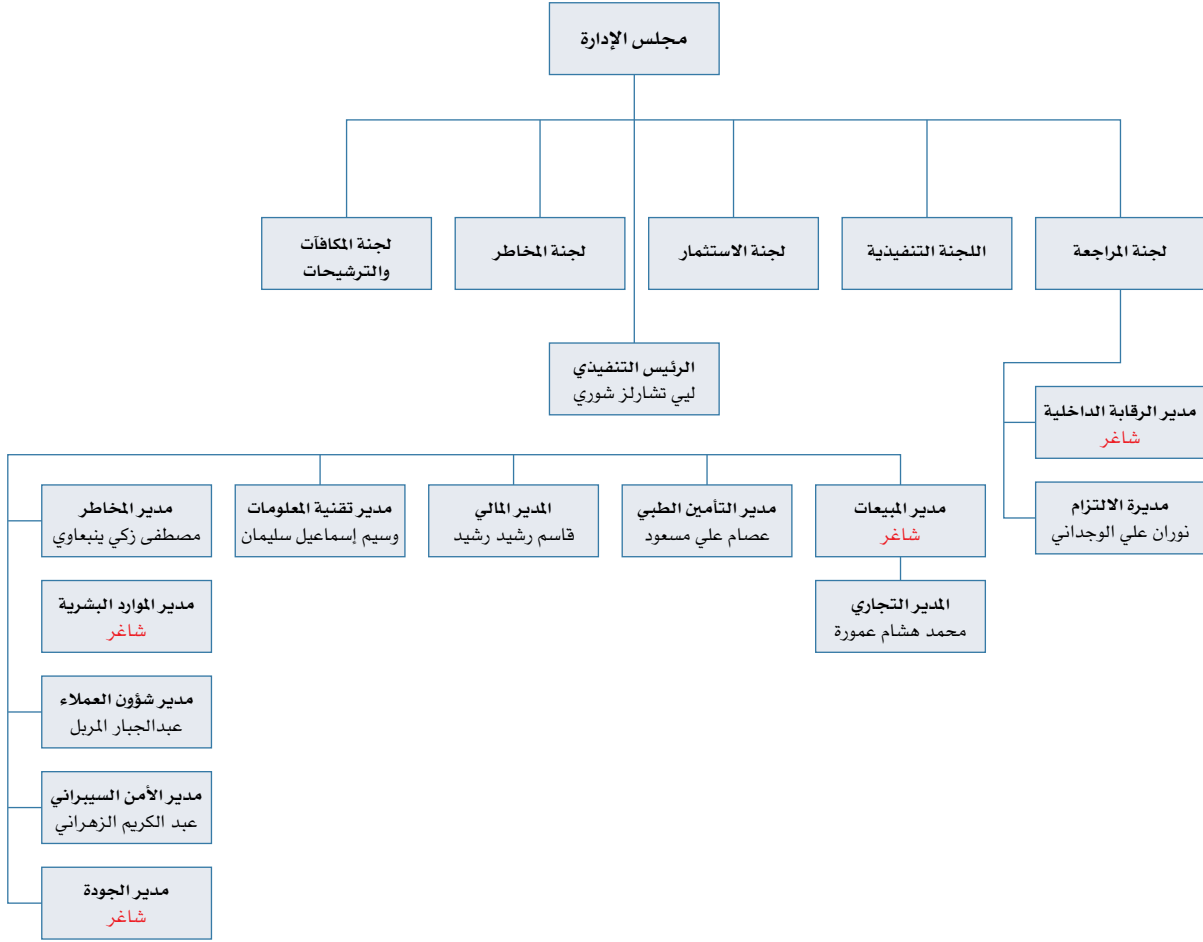 مجلس الإدارة
لجنة المراجعة
اللجنة التنفيذية
لجنة الاستثمار
لجنة المخاطر
لجنة المكافآت
والترشيحات
الرئيس التنفيذي
ليي تشارلز شوري
مدير الرقابة الداخلية
شاغر
مديرة الالتزام
نوران علي الوجداني
مدير المبيعات
شاغر
المدير التجاري
محمد هشام عمورة
مدير التأمين الطبي
عصام علي مسعود
المدير المالي
قاسم رشيد رشيد
مدير تقنية المعلومات
وسيم إسماعيل سليمان
مدير المخاطر
مصطفى زكي ينبعاوي
مدير الموارد البشرية
شاغر
مدير شؤون العملاء
عبدالجبار المربل
مدير الأمن السيبراني
عبد الكريم الزهراني
مدير الجودة
شاغر